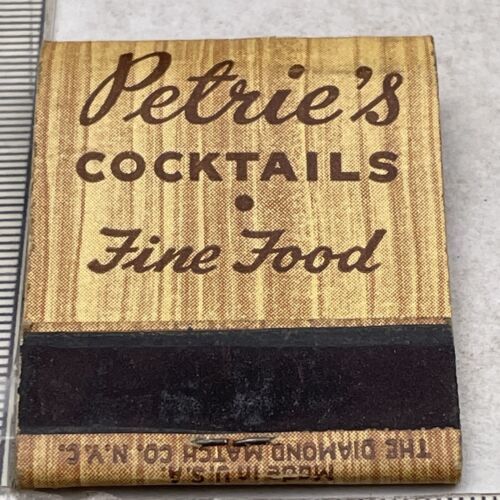 Petrie's
COCKTAILS
•
Fine Food
THE DIAMOND MATCH CO. N.Y.C.
Made in U.S.A.